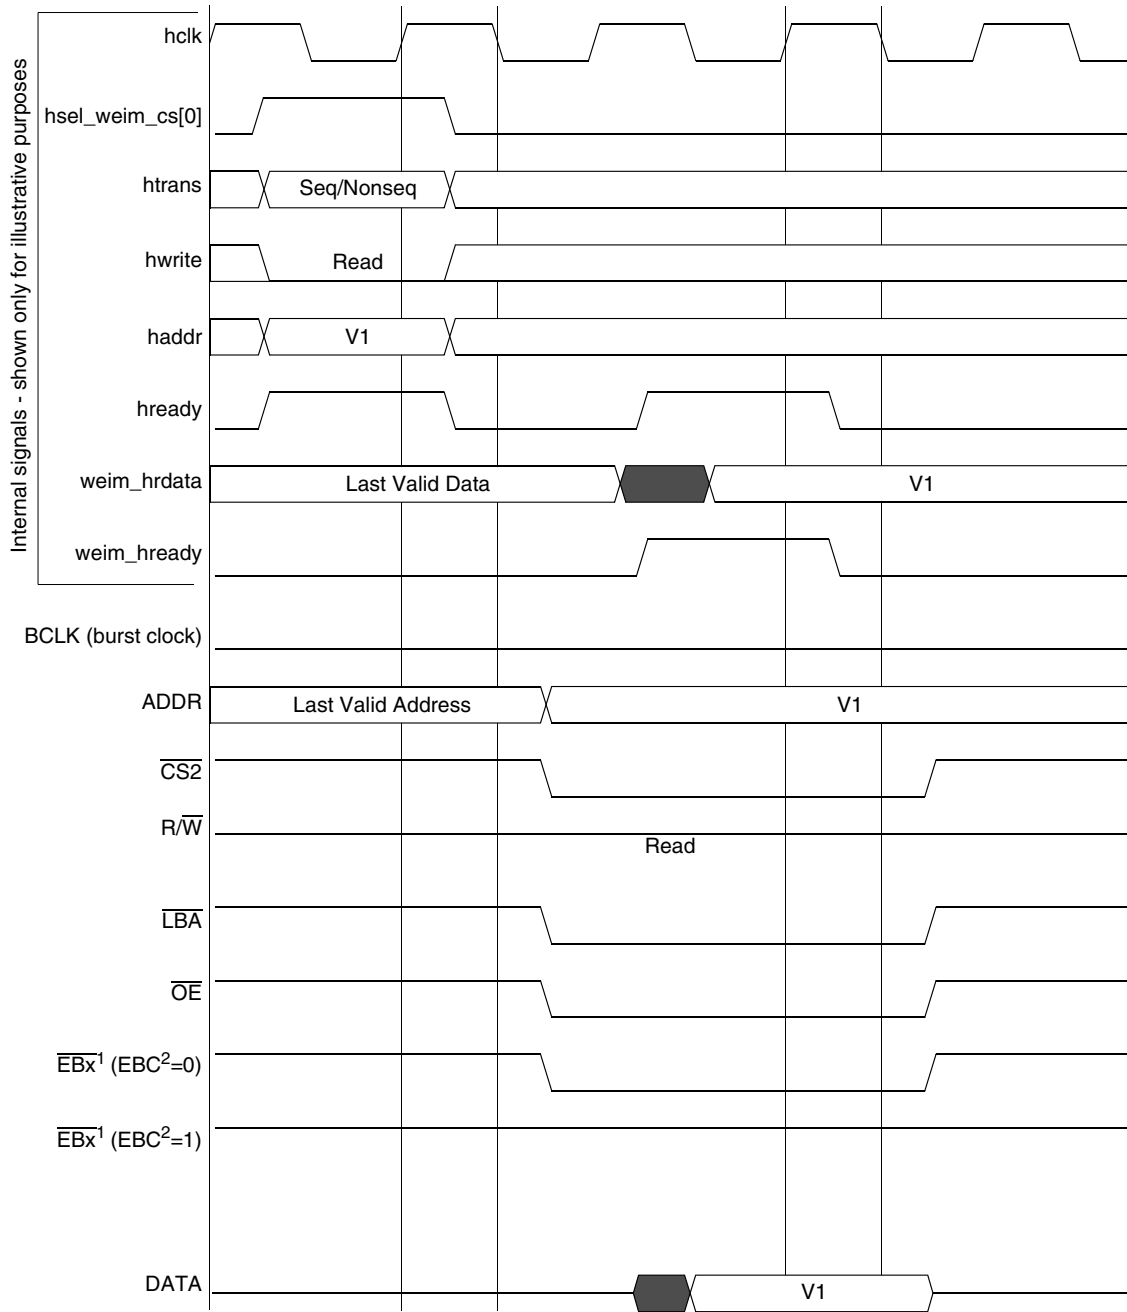 Internal signals - shown only for illustrative purposes
hclk
hsel_weim_cs[0]
htrans Seq/Nonseq
hwrite Read
haddr V1
hready
weim_hrdata Last Valid Data V1
weim_hready
BCLK (burst clock)
ADDR Last Valid Address V1
CS2
R/W
Read
LBA
OE
EBx¹ (EBC²=0)
EBx¹ (EBC²=1)
DATA V1